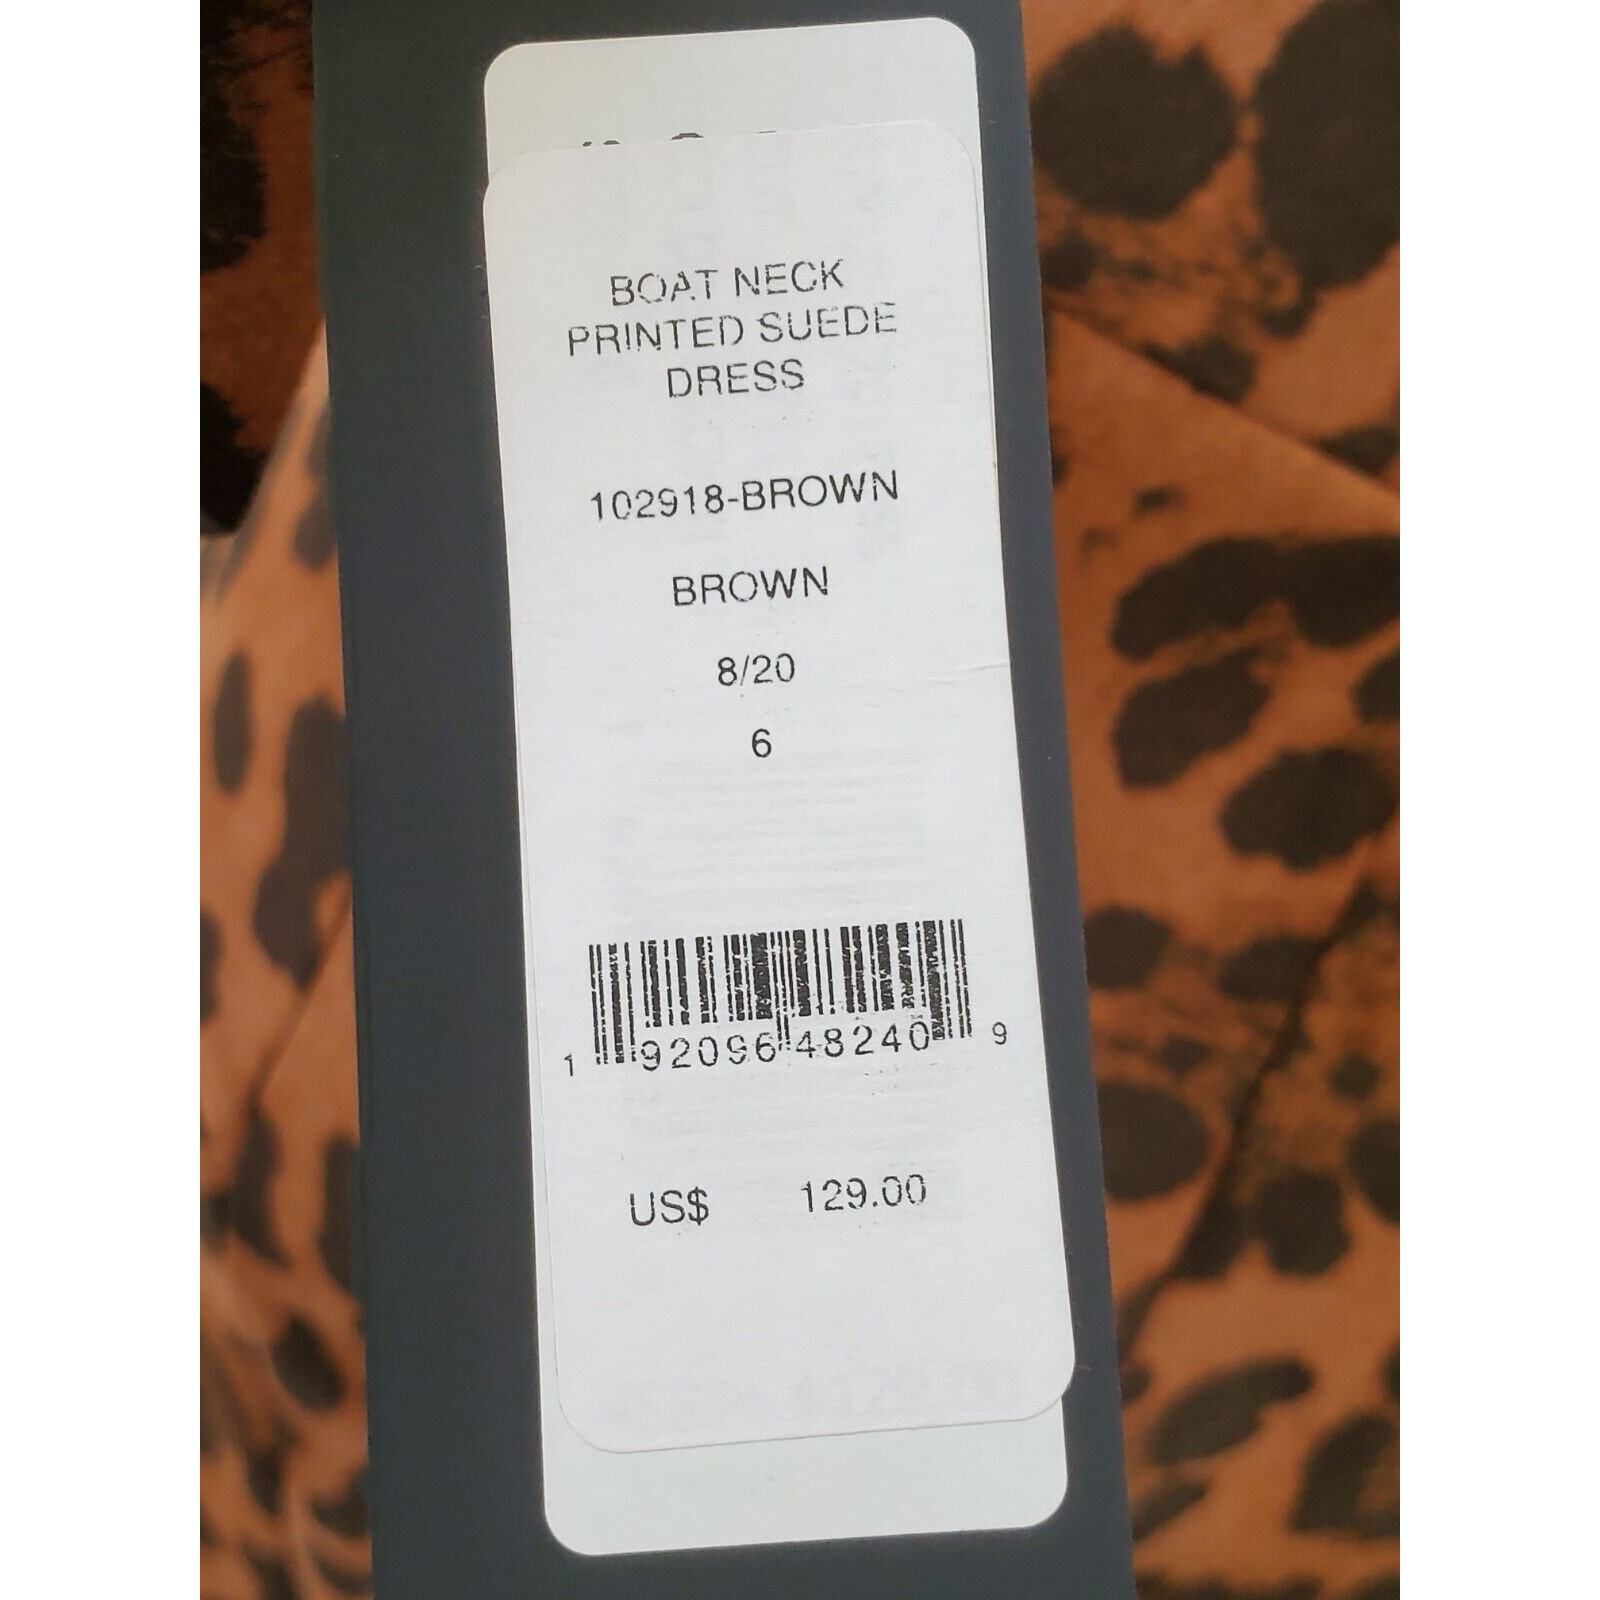 BOAT NECK
PRINTED SUEDE
DRESS
102918-BROWN
BROWN
8/20
6
1 92096 48240 9
US$ 129.00